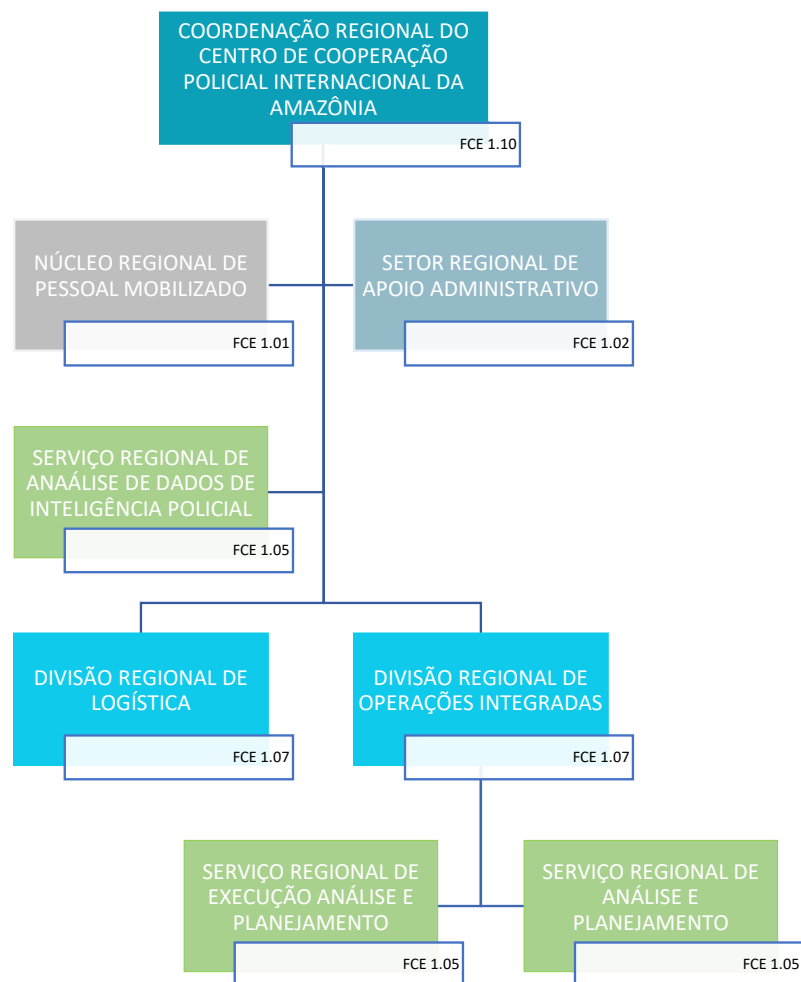 COORDENAÇÃO REGIONAL DO
CENTRO DE COOPERAÇÃO
POLICIAL INTERNACIONAL DA
AMAZÔNIA
FCE 1.10
NÚCLEO REGIONAL DE
PESSOAL MOBILIZADO
FCE 1.01
SETOR REGIONAL DE
APOIO ADMINISTRATIVO
FCE 1.02
SERVIÇO REGIONAL DE
ANAÁLISE DE DADOS DE
INTELIGÊNCIA POLICIAL
FCE 1.05
DIVISÃO REGIONAL DE
LOGÍSTICA
FCE 1.07
DIVISÃO REGIONAL DE
OPERAÇÕES INTEGRADAS
FCE 1.07
SERVIÇO REGIONAL DE
EXECUÇÃO ANÁLISE E
PLANEJAMENTO
FCE 1.05
SERVIÇO REGIONAL DE
ANÁLISE E
PLANEJAMENTO
FCE 1.05